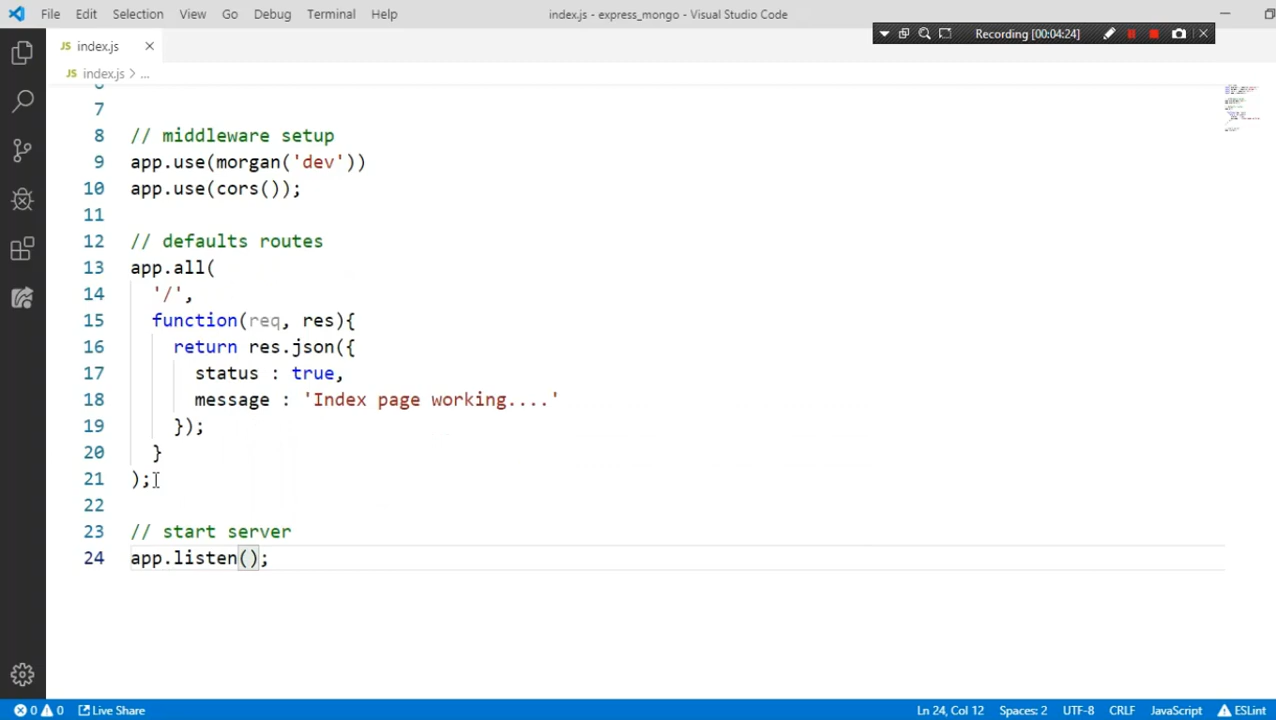 File Edit Selection View Go Debug Terminal Help
index.js - express_mongo - Visual Studio Code
Recording [00:04:24]
JS index.js
JS index.js > ...
7
8 // middleware setup
9 app.use(morgan('dev'))
10 app.use(cors());
11
12 // defaults routes
13 app.all(
14 '/',
15 function(req, res){
16 return res.json({
17 status : true,
18 message : 'Index page working....'
19 });
20 }
21 );
22
23 // start server
24 app.listen();
0 0 Live Share Ln 24, Col 12 Spaces: 2 UTF-8 CRLF JavaScript ESLint